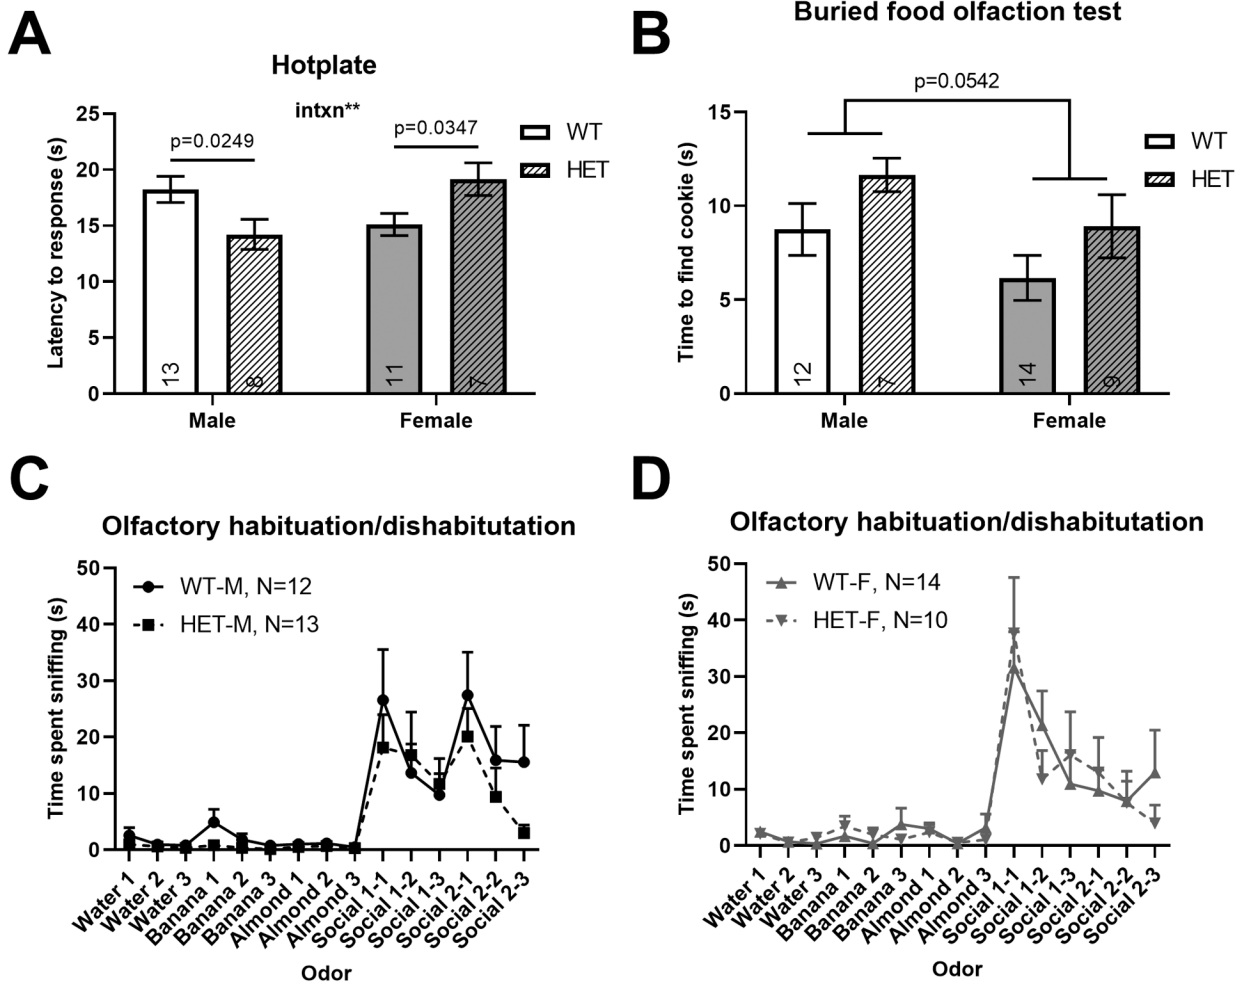 A
Hotplate
intxn**
p=0.0249
p=0.0347
WT
HET
Latency to response (s)
25
20
15
10
5
0
13
8
11
7
Male
Female
B
Buried food olfaction test
p=0.0542
WT
HET
Time to find cookie (s)
15
10
5
0
12
7
14
9
Male
Female
C
Olfactory habituation/dishabitutation
WT-M, N=12
HET-M, N=13
Time spent sniffing (s)
50
40
30
20
10
0
Water 1
Water 2
Water 3
Banana 1
Banana 2
Banana 3
Almond 1
Almond 2
Almond 3
Social 1-1
Social 1-2
Social 1-3
Social 2-1
Social 2-2
Social 2-3
Odor
D
Olfactory habituation/dishabitutation
WT-F, N=14
HET-F, N=10
Time spent sniffing (s)
50
40
30
20
10
0
Water 1
Water 2
Water 3
Banana 1
Banana 2
Banana 3
Almond 1
Almond 2
Almond 3
Social 1-1
Social 1-2
Social 1-3
Social 2-1
Social 2-2
Social 2-3
Odor